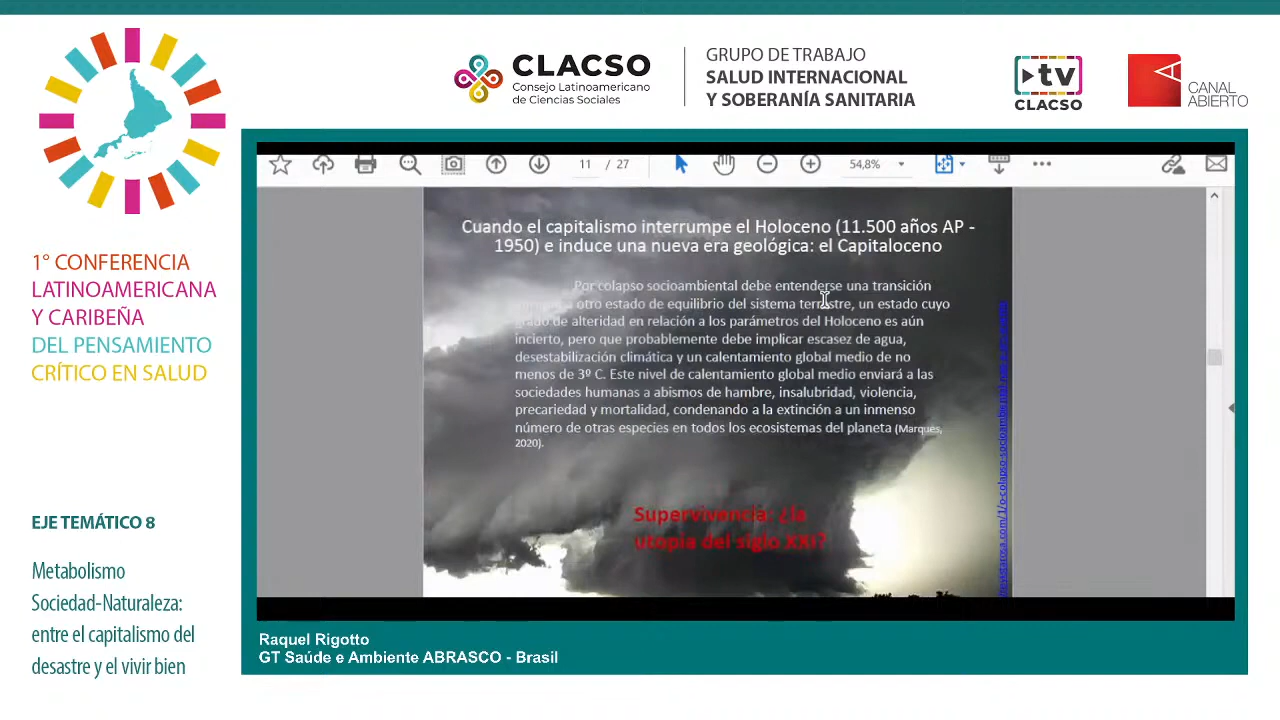 CLACSO
Consejo Latinoamericano
de Ciencias Sociales
GRUPO DE TRABAJO
SALUD INTERNACIONAL
Y SOBERANÍA SANITARIA
tv
CLACSO
CANAL
ABIERTO
1° CONFERENCIA
LATINOAMERICANA
Y CARIBEÑA
DEL PENSAMIENTO
CRÍTICO EN SALUD
EJE TEMÁTICO 8
Metabolismo
Sociedad-Naturaleza:
entre el capitalismo del
desastre y el vivir bien
11 / 27
54,8%
Cuando el capitalismo interrumpe el Holoceno (11.500 años AP -
1950) e induce una nueva era geológica: el Capitaloceno
Por colapso socioambiental debe entenderse una transición
a otro estado de equilibrio del sistema terrestre, un estado cuyo
grado de alteridad en relación a los parámetros del Holoceno es aún
incierto, pero que probablemente debe implicar escasez de agua,
desestabilización climática y un calentamiento global medio de no
menos de 3º C. Este nivel de calentamiento global medio enviará a las
sociedades humanas a abismos de hambre, insalubridad, violencia,
precariedad y mortalidad, condenando a la extinción a un inmenso
número de otras especies en todos los ecosistemas del planeta (Marques,
2020).
Supervivencia: ¿la
utopia del siglo XXI?
Raquel Rigotto
GT Saúde e Ambiente ABRASCO - Brasil